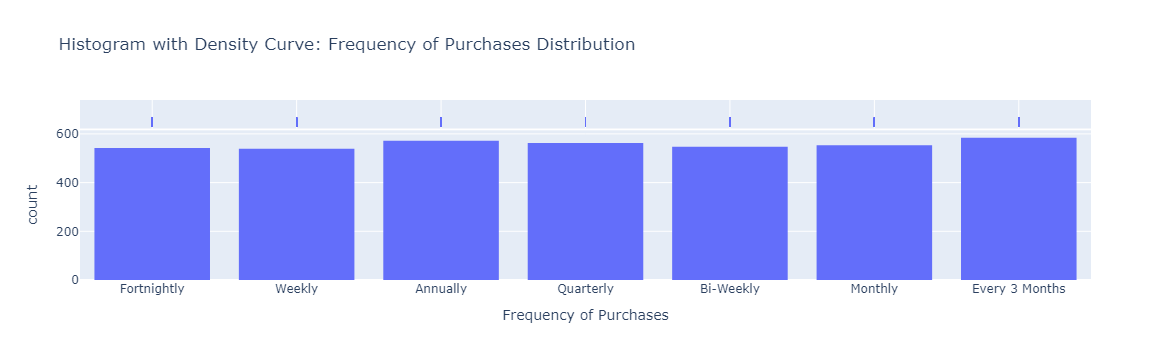 Histogram with Density Curve: Frequency of Purchases Distribution
600
400
200
0
count
Fortnightly Weekly Annually Quarterly Bi-Weekly Monthly Every 3 Months
Frequency of Purchases